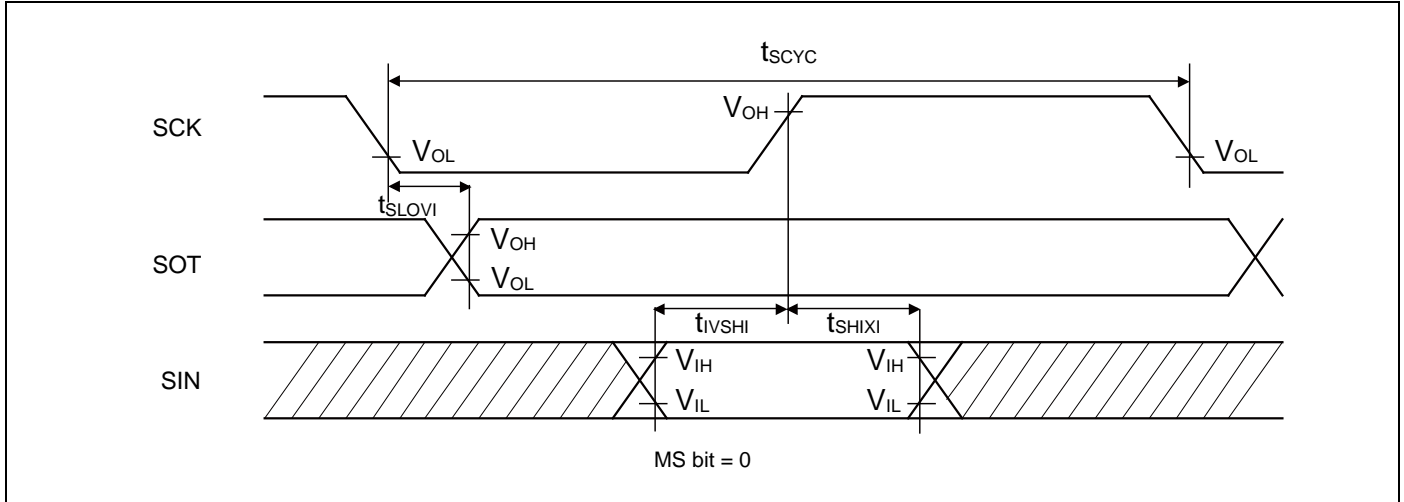 tSCYC
VOH
SCK
VOL
VOL
tSLOVI
VOH
SOT
VOL
tIVSHI
tSHIXI
VIH
VIH
SIN
VIL
VIL
MS bit = 0